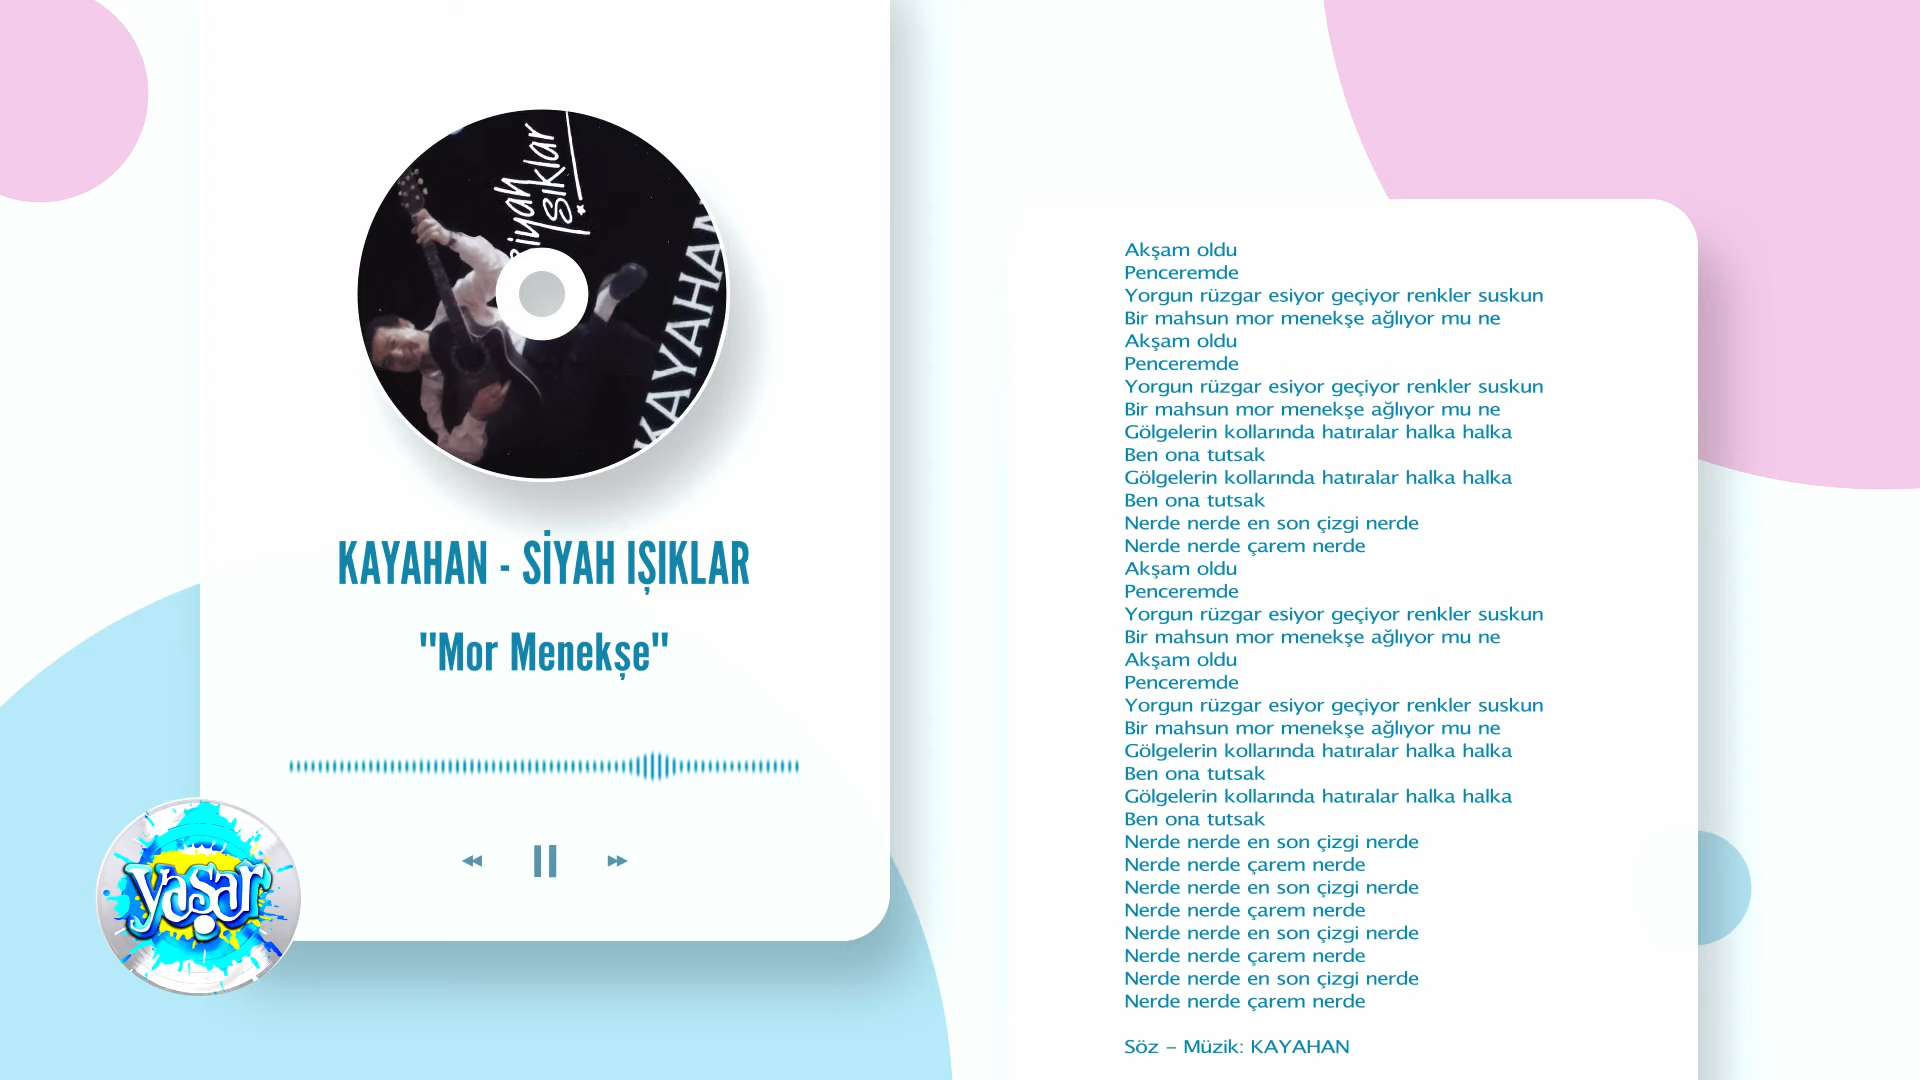 siyah
ışıklar
KAYAHAN
KAYAHAN - SİYAH IŞIKLAR
"Mor Menekşe"
yaşar
Akşam oldu
Penceremde
Yorgun rüzgar esiyor geçiyor renkler suskun
Bir mahsun mor menekşe ağlıyor mu ne
Akşam oldu
Penceremde
Yorgun rüzgar esiyor geçiyor renkler suskun
Bir mahsun mor menekşe ağlıyor mu ne
Gölgelerin kollarında hatıralar halka halka
Ben ona tutsak
Gölgelerin kollarında hatıralar halka halka
Ben ona tutsak
Nerde nerde en son çizgi nerde
Nerde nerde çarem nerde
Akşam oldu
Penceremde
Yorgun rüzgar esiyor geçiyor renkler suskun
Bir mahsun mor menekşe ağlıyor mu ne
Akşam oldu
Penceremde
Yorgun rüzgar esiyor geçiyor renkler suskun
Bir mahsun mor menekşe ağlıyor mu ne
Gölgelerin kollarında hatıralar halka halka
Ben ona tutsak
Gölgelerin kollarında hatıralar halka halka
Ben ona tutsak
Nerde nerde en son çizgi nerde
Nerde nerde çarem nerde
Nerde nerde en son çizgi nerde
Nerde nerde çarem nerde
Nerde nerde en son çizgi nerde
Nerde nerde çarem nerde
Nerde nerde en son çizgi nerde
Nerde nerde çarem nerde
Söz – Müzik: KAYAHAN